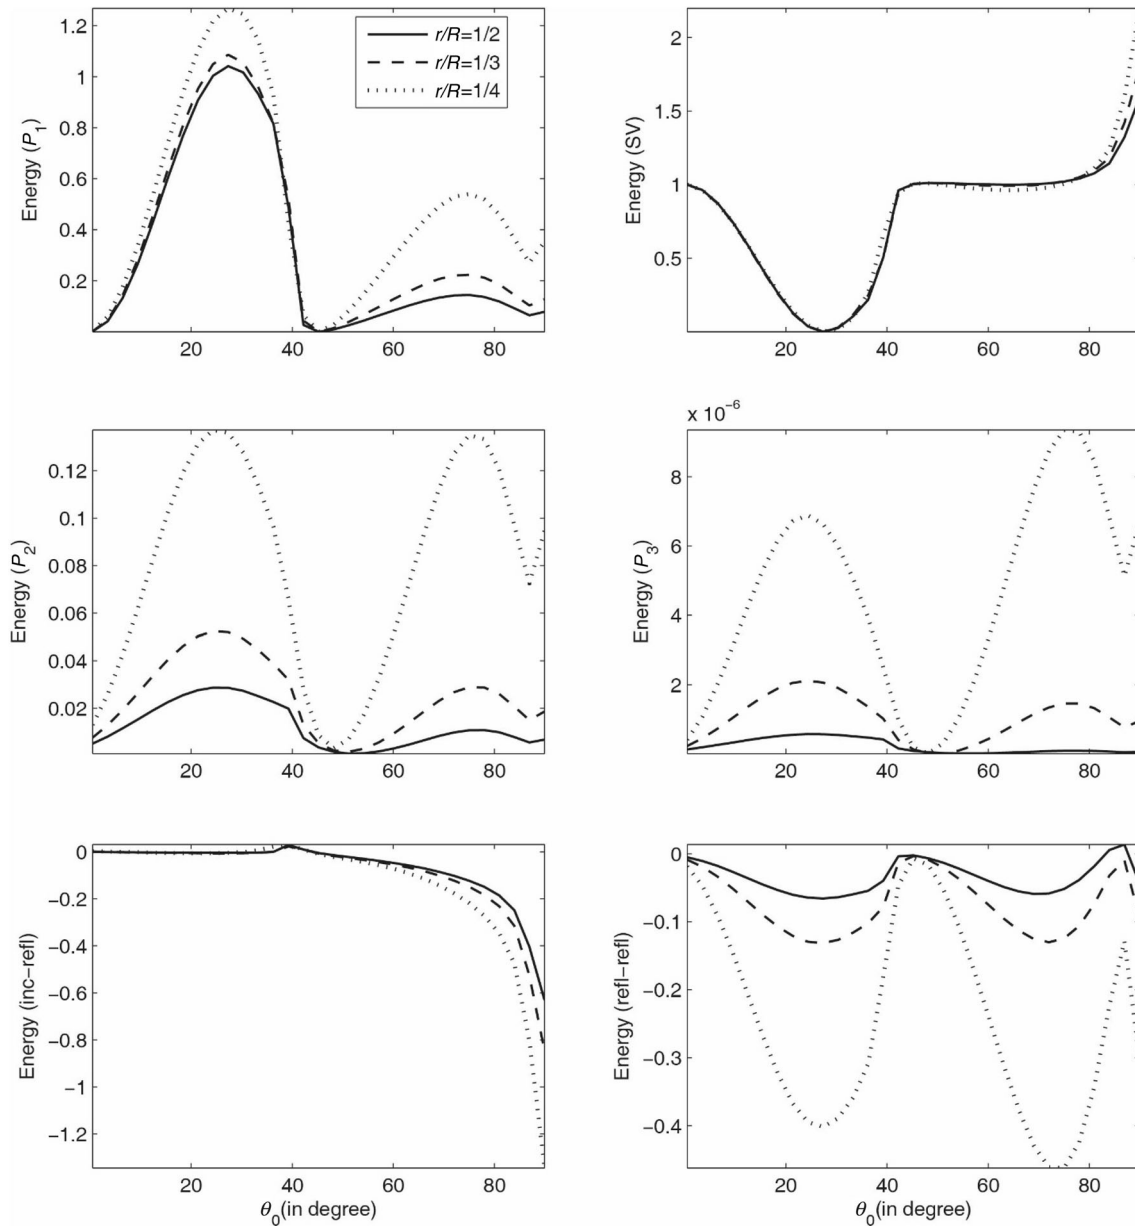 1.2
1
0.8
0.6
0.4
0.2
20 40 60 80
Energy (P1)
r/R=1/2
r/R=1/3
r/R=1/4
2
1.5
1
0.5
20 40 60 80
Energy (SV)
0.12
0.1
0.08
0.06
0.04
0.02
20 40 60 80
Energy (P2)
x 10−6
8
6
4
2
20 40 60 80
Energy (P3)
0
−0.2
−0.4
−0.6
−0.8
−1
−1.2
20 40 60 80
Energy (inc−refl)
θ0(in degree)
0
−0.1
−0.2
−0.3
−0.4
20 40 60 80
Energy (refl−refl)
θ0(in degree)